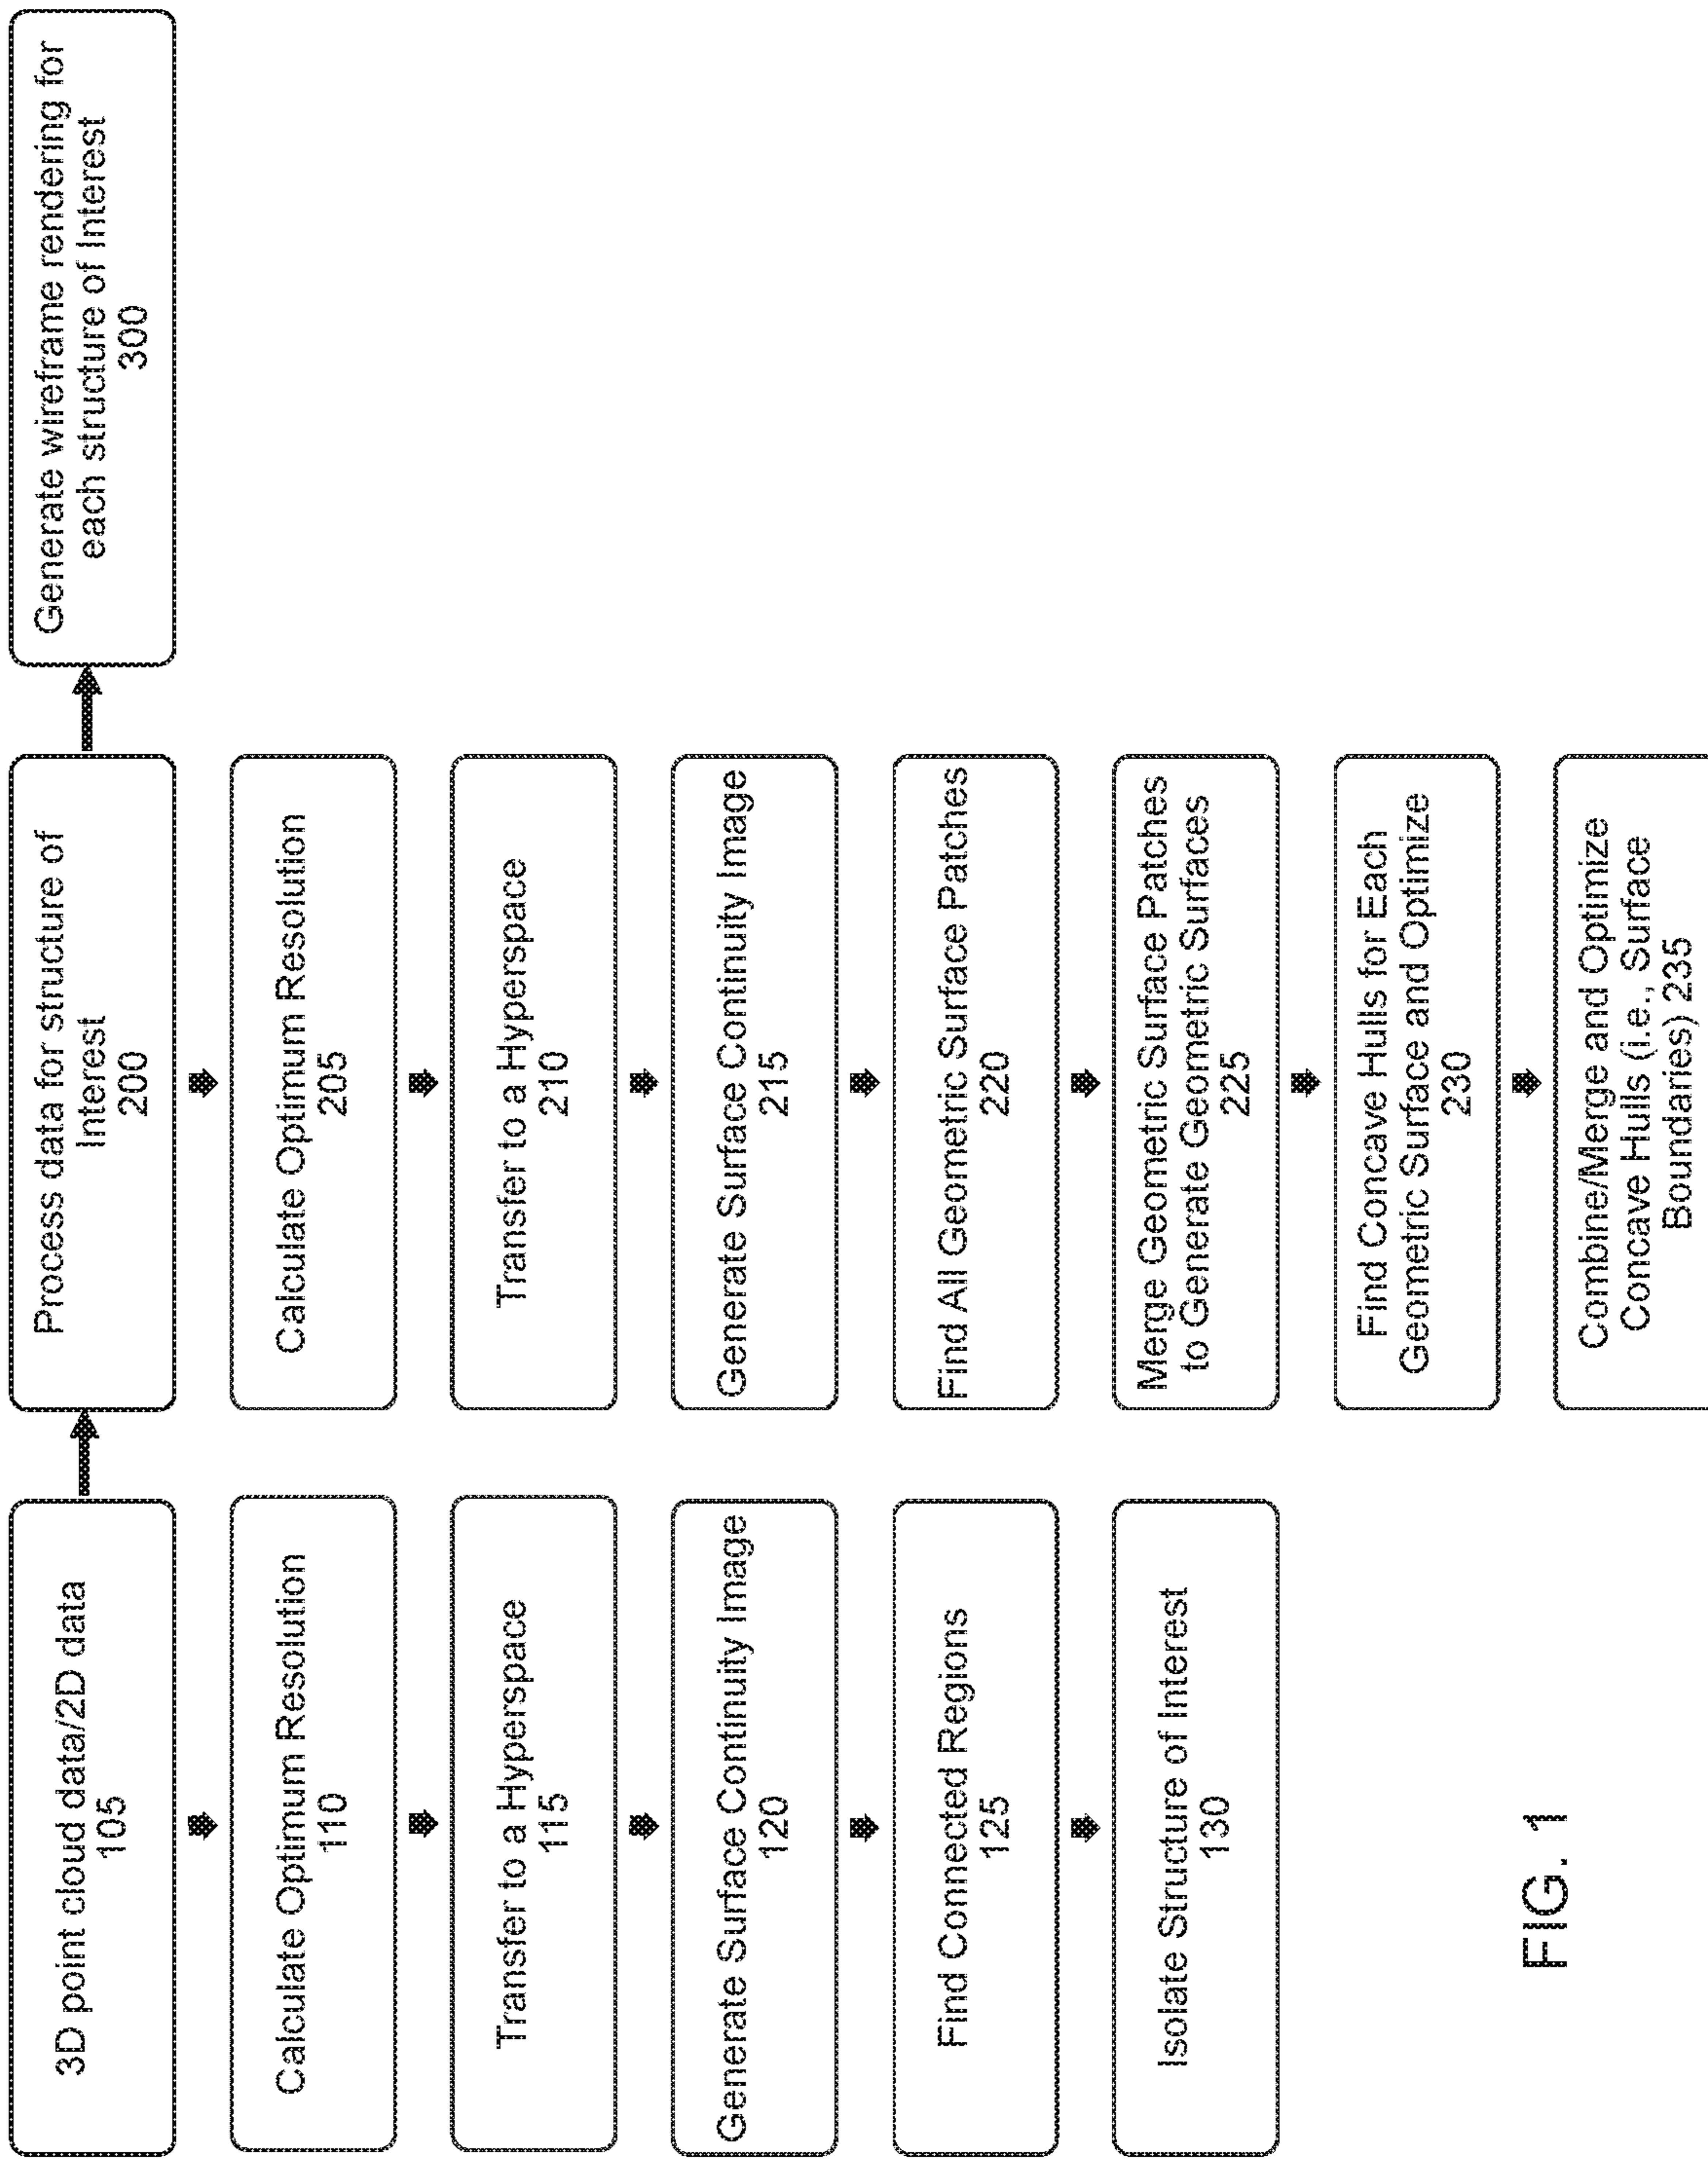 3D point cloud data/2D data
105
Calculate Optimum Resolution
110
Transfer to a Hyperspace
115
Generate Surface Continuity Image
120
Find Connected Regions
125
Isolate Structure of Interest
130
Process data for structure of
Interest
200
Calculate Optimum Resolution
205
Transfer to a Hyperspace
210
Generate Surface Continuity Image
215
Find All Geometric Surface Patches
220
Merge Geometric Surface Patches
to Generate Geometric Surfaces
225
Find Concave Hulls for Each
Geometric Surface and Optimize
230
Combine/Merge and Optimize
Concave Hulls (i.e., Surface
Boundaries) 235
Generate wireframe rendering for
each structure of Interest
300
FIG. 1